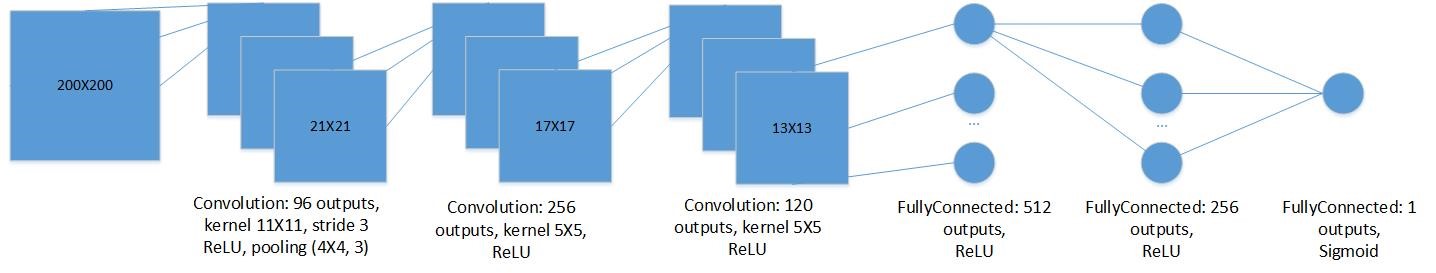 200X200
21X21
17X17
13X13
...
...
Convolution: 96 outputs,
kernel 11X11, stride 3
ReLU, pooling (4X4, 3)
Convolution: 256
outputs, kernel 5X5,
ReLU
Convolution: 120
outputs, kernel 5X5
ReLU
FullyConnected: 512
outputs,
ReLU
FullyConnected: 256
outputs,
ReLU
FullyConnected: 1
outputs,
Sigmoid